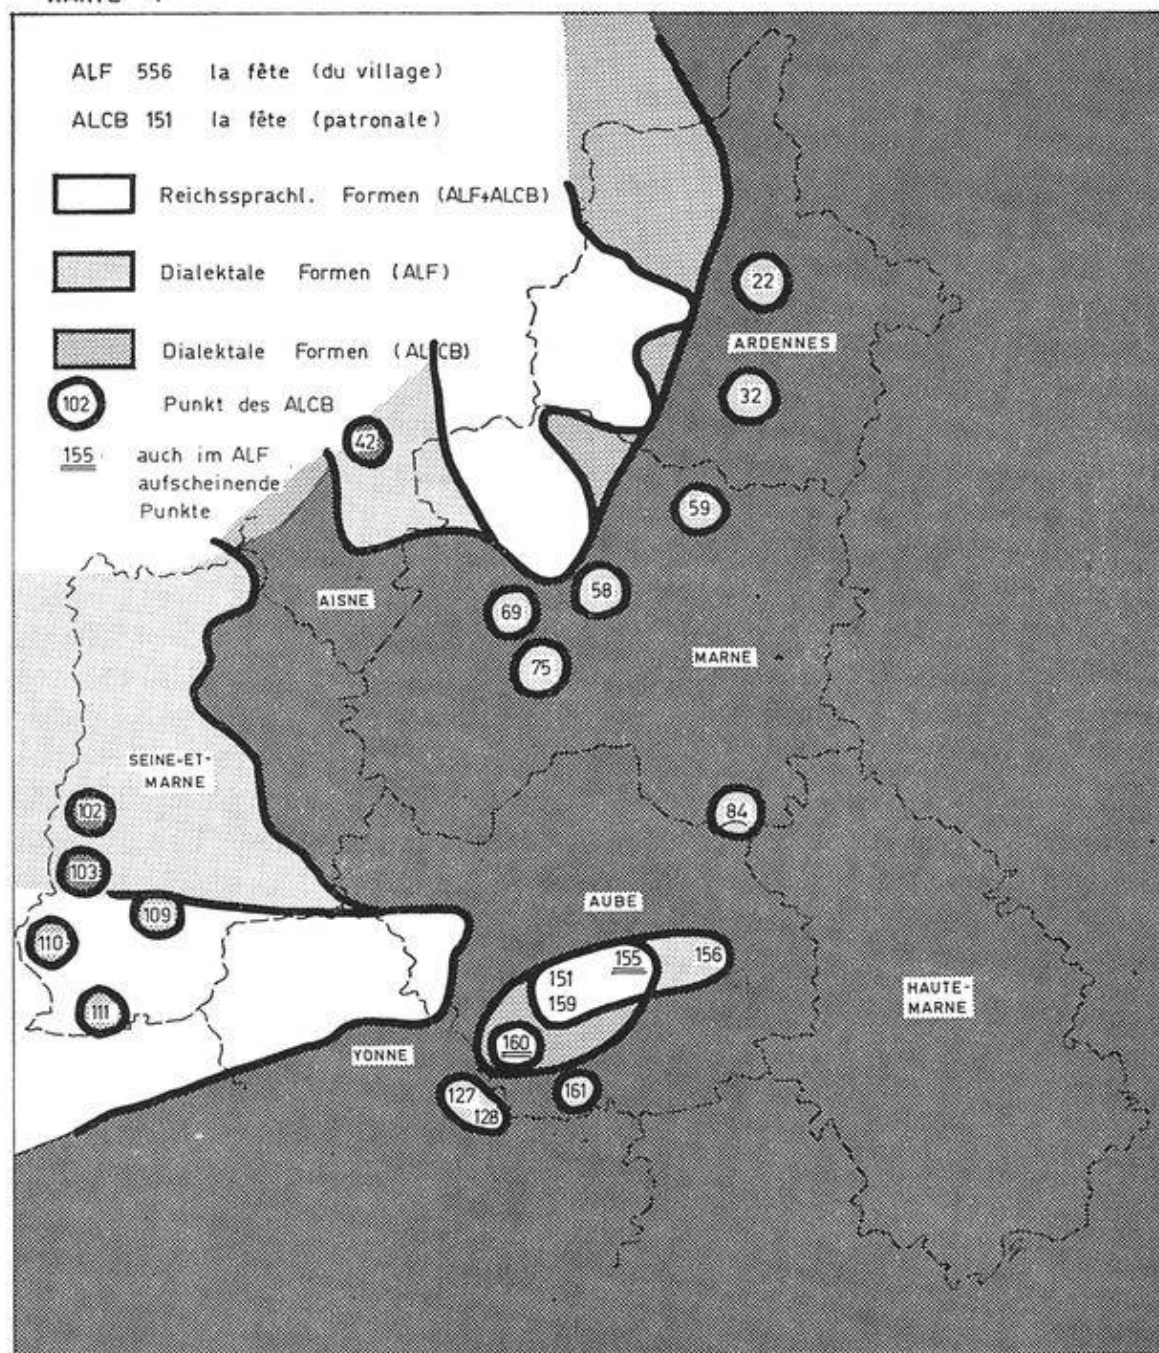 ALF 556 la fête (du village)
ALCB 151 la fête (patronale)
Reichssprachl. Formen (ALF+ALCB)
Dialektale Formen (ALF)
Dialektale Formen (ALCB)
102 Punkt des ALCB
155 auch im ALF
aufscheinende
Punkte
22
ARDENNES
32
42
59
58
AISNE
69
MARNE
75
SEINE-ET-
MARNE
102
84
103
AUBE
109
110
155
156
151
159
111
HAUTE-
MARNE
160
YONNE
127
161
128